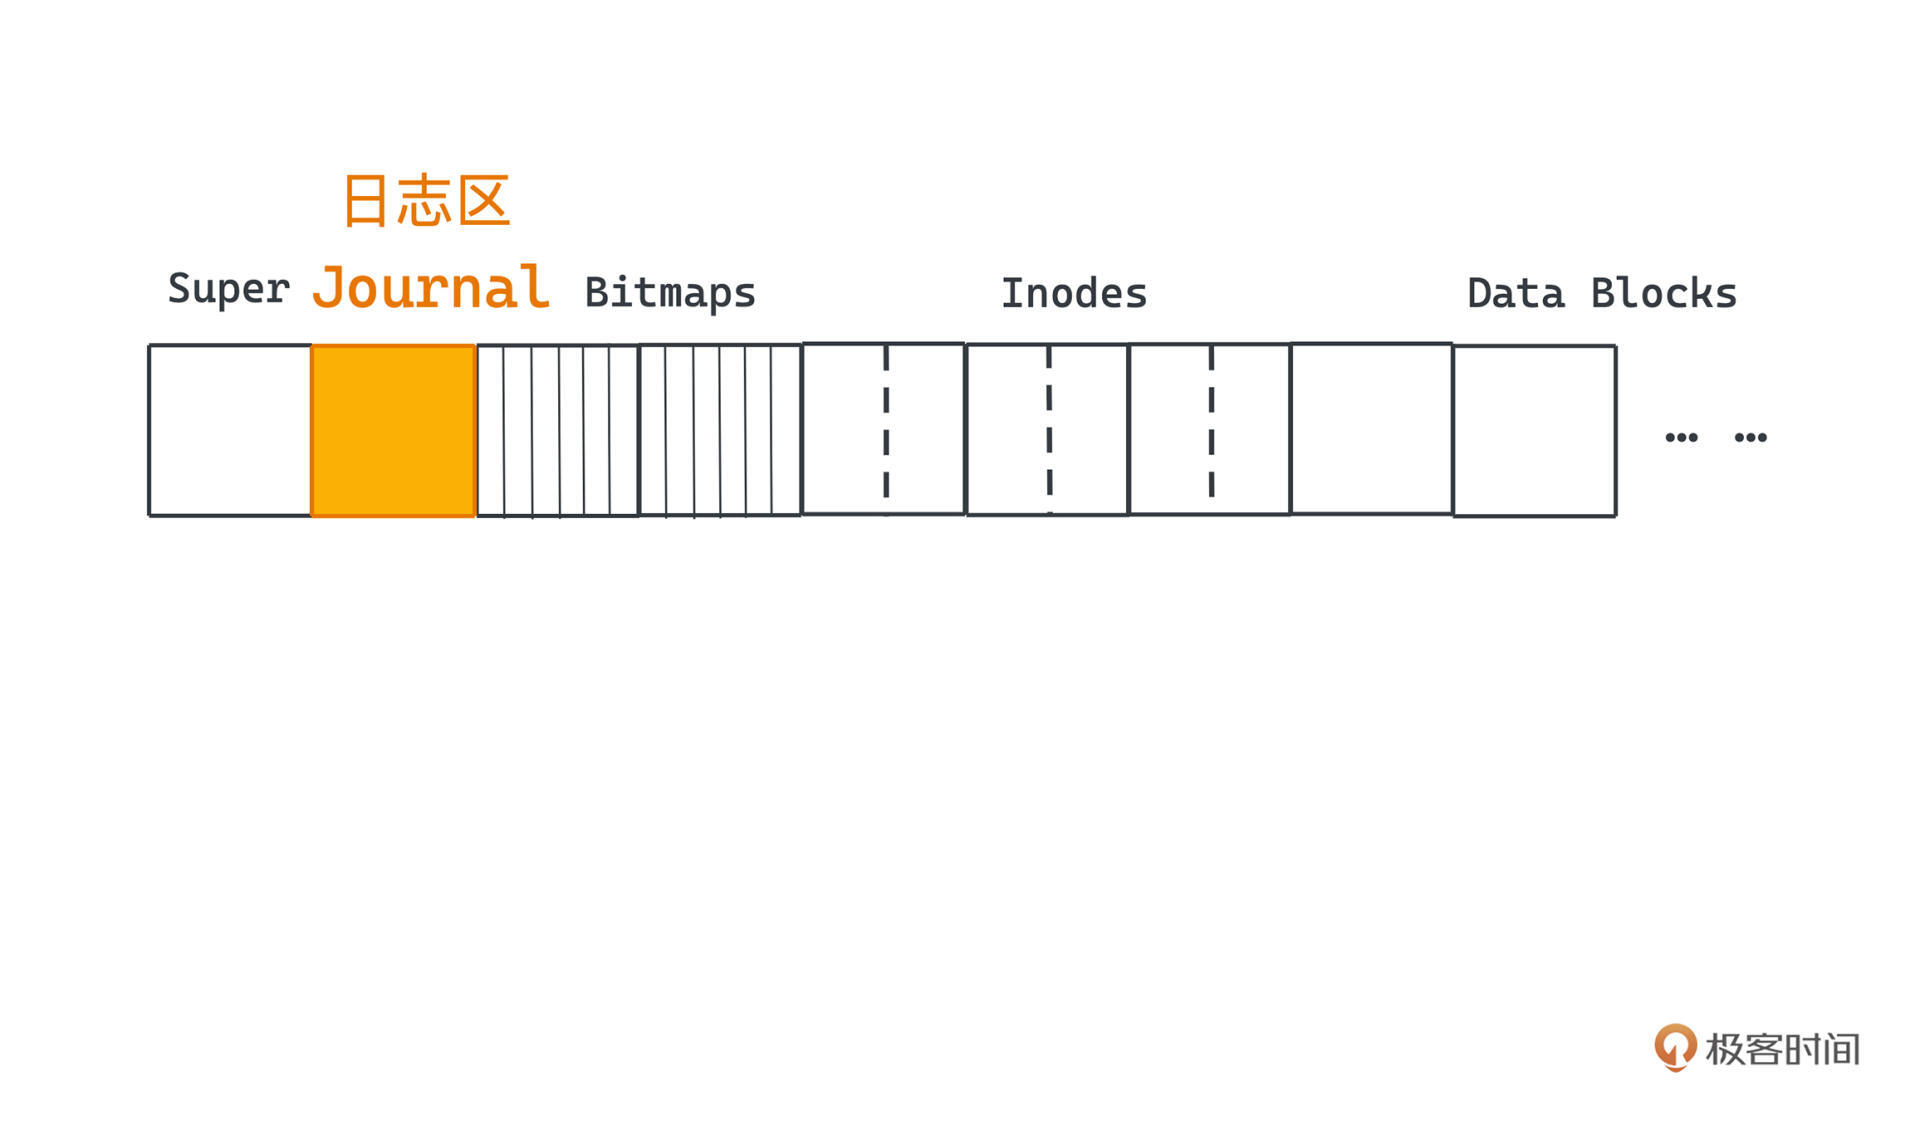 日志区
Super Journal Bitmaps Inodes Data Blocks
... ...
极客时间